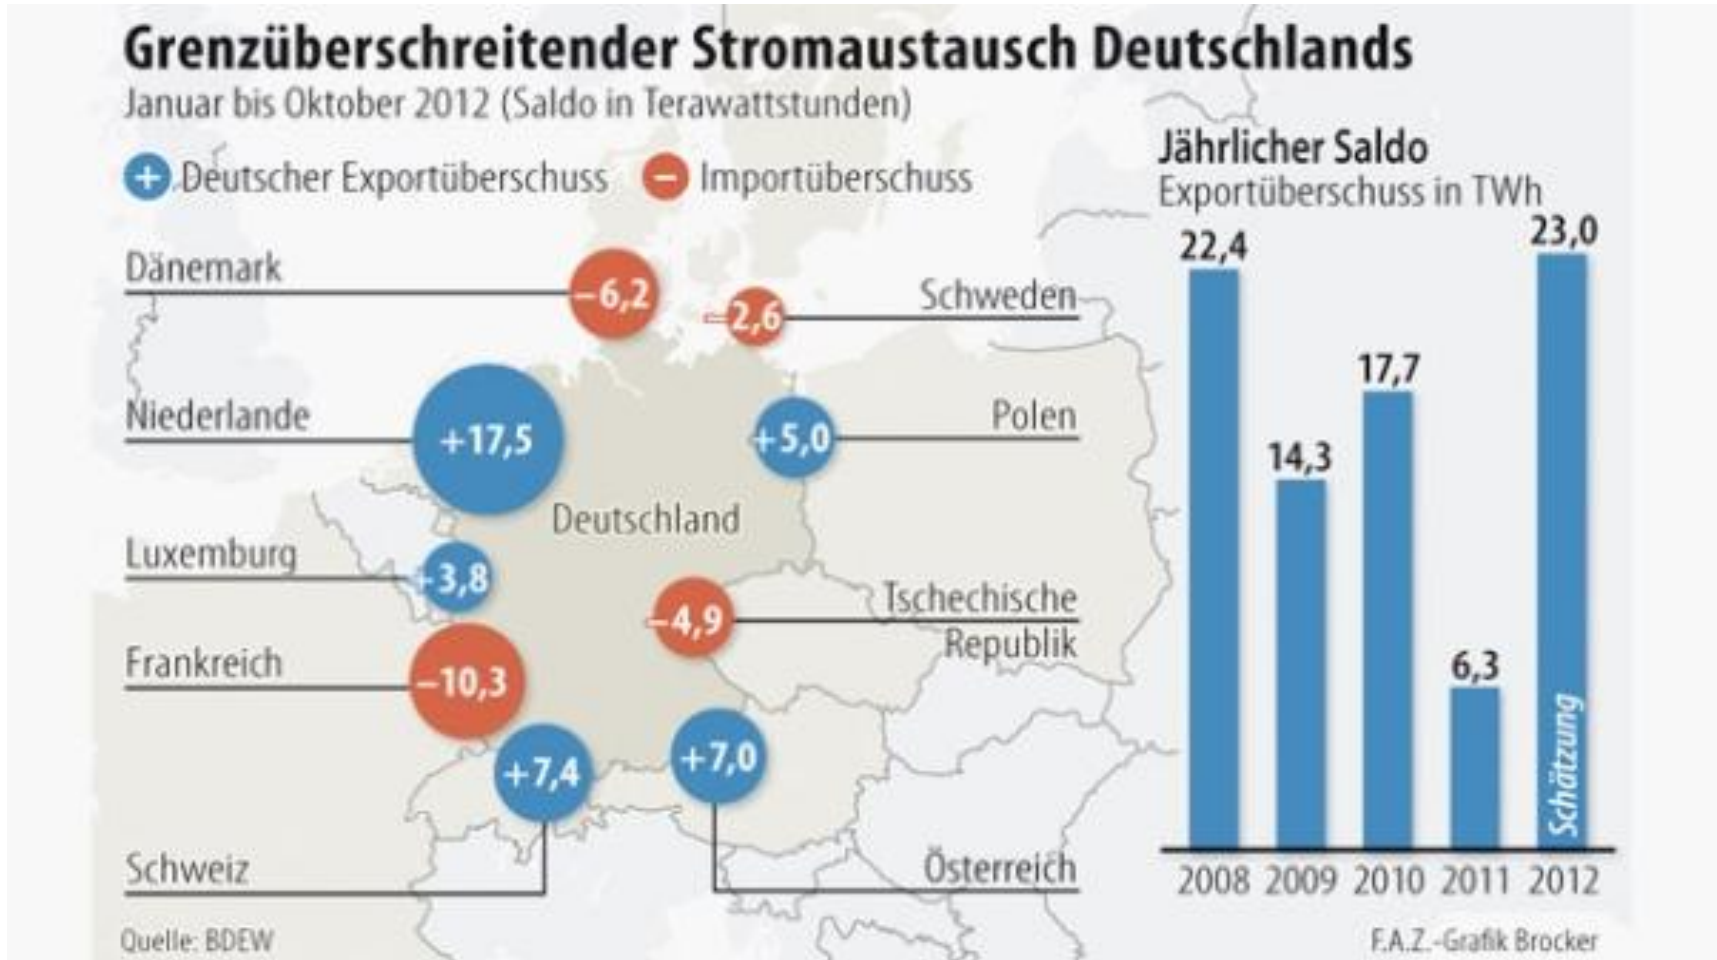 Grenzüberschreitender Stromaustausch Deutschlands
Januar bis Oktober 2012 (Saldo in Terawattstunden)
+ Deutscher Exportüberschuss
− Importüberschuss
Dänemark
−6,2
−2,6
Schweden
Niederlande
+17,5
+5,0
Polen
Deutschland
Luxemburg
+3,8
−4,9
Tschechische
Republik
Frankreich
−10,3
+7,4
+7,0
Schweiz
Österreich
Quelle: BDEW
Jährlicher Saldo
Exportüberschuss in TWh
22,4
14,3
17,7
6,3
23,0
Schätzung
2008 2009 2010 2011 2012
F.A.Z.-Grafik Brocker